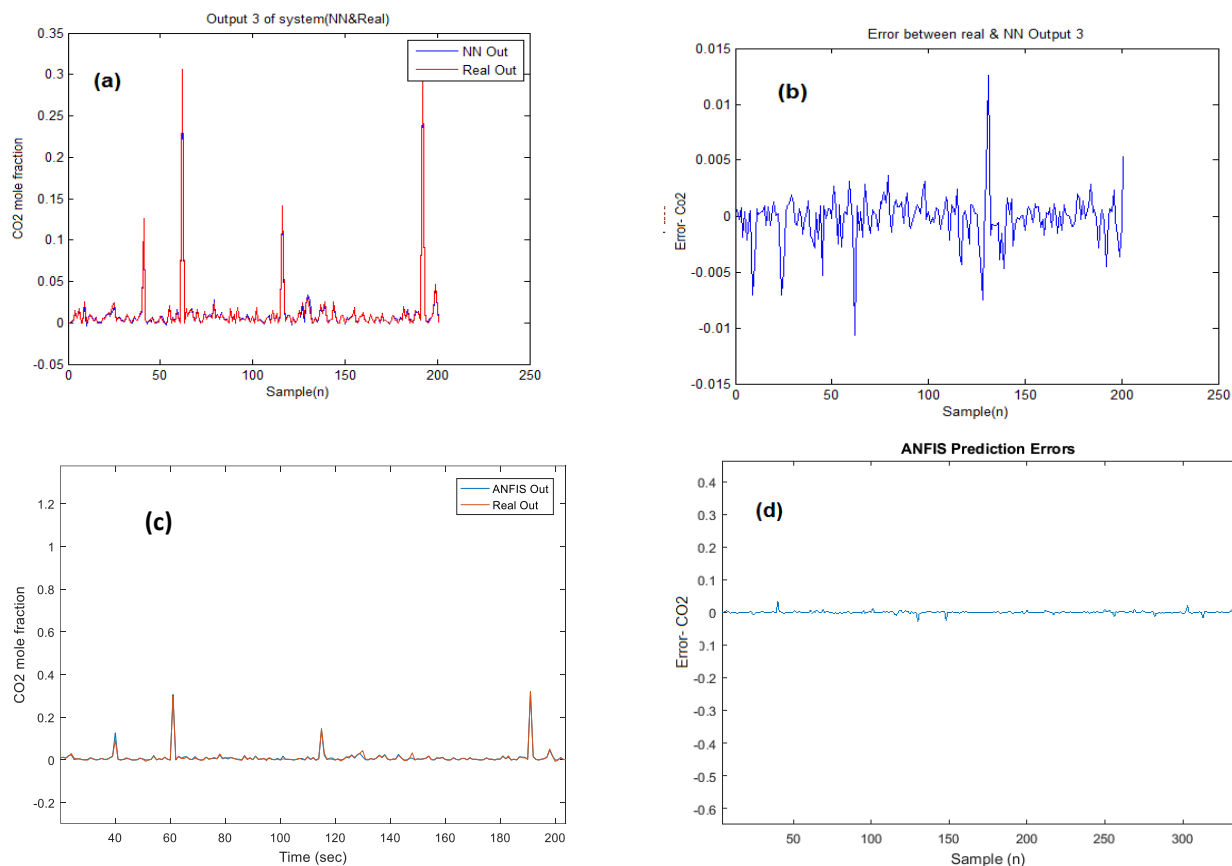 Output 3 of system(NN&Real)
0.35
0.3
0.25
0.2
0.15
0.1
0.05
0
-0.05
CO2 mole fraction
(a)
NN Out
Real Out
0 50 100 150 200 250
Sample(n)
Error between real & NN Output 3
0.015
0.01
0.005
0
-0.005
-0.01
-0.015
Error- Co2
(b)
0 50 100 150 200 250
Sample(n)
1.2
1
0.8
0.6
0.4
0.2
0
-0.2
CO2 mole fraction
(c)
ANFIS Out
Real Out
40 60 80 100 120 140 160 180 200
Time (sec)
ANFIS Prediction Errors
0.4
0.3
0.2
0.1
0
0.1
-0.2
-0.3
-0.4
-0.5
-0.6
Error- CO2
(d)
50 100 150 200 250 300
Sample (n)